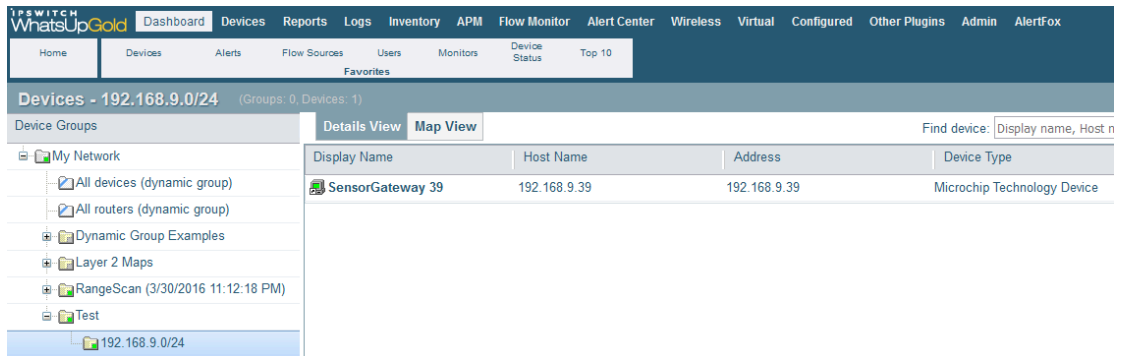 IPSWITCH
WhatsUpGold Dashboard Devices Reports Logs Inventory APM Flow Monitor Alert Center Wireless Virtual Configured Other Plugins Admin AlertFox
Home Devices Alerts Flow Sources Users Monitors Device Status Top 10
Favorites
Devices - 192.168.9.0/24 (Groups: 0, Devices: 1)
Device Groups Details View Map View Find device: Display name, Host n
My Network Display Name Host Name Address Device Type
All devices (dynamic group) SensorGateway 39 192.168.9.39 192.168.9.39 Microchip Technology Device
All routers (dynamic group)
Dynamic Group Examples
Layer 2 Maps
RangeScan (3/30/2016 11:12:18 PM)
Test
192.168.9.0/24